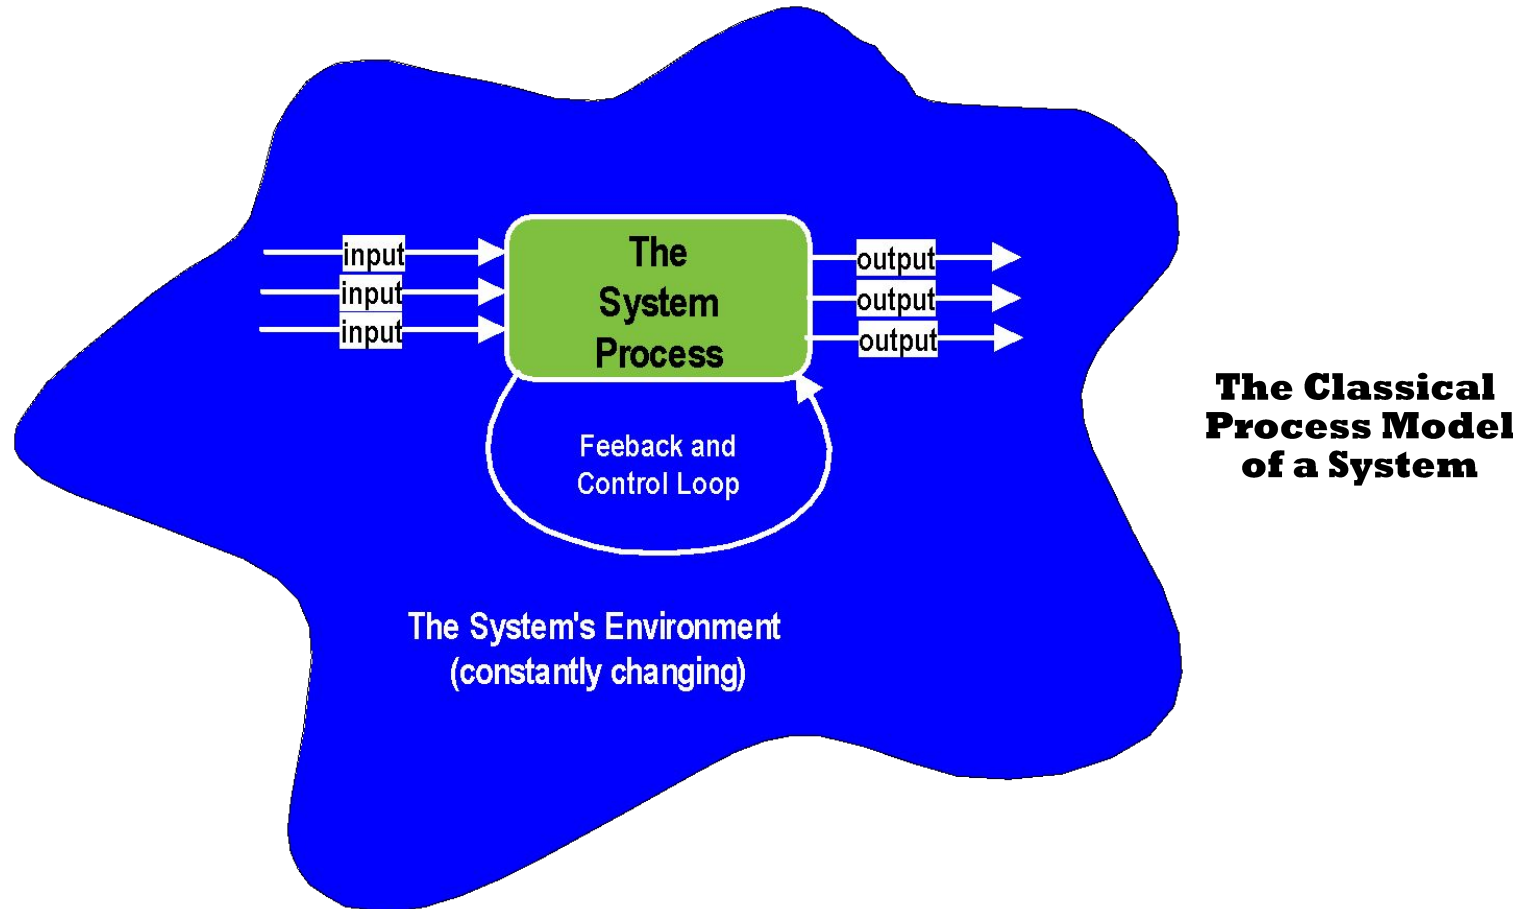 input
input
input
The
System
Process
output
output
output
Feeback and
Control Loop
The System's Environment
(constantly changing)
The Classical
Process Model
of a System